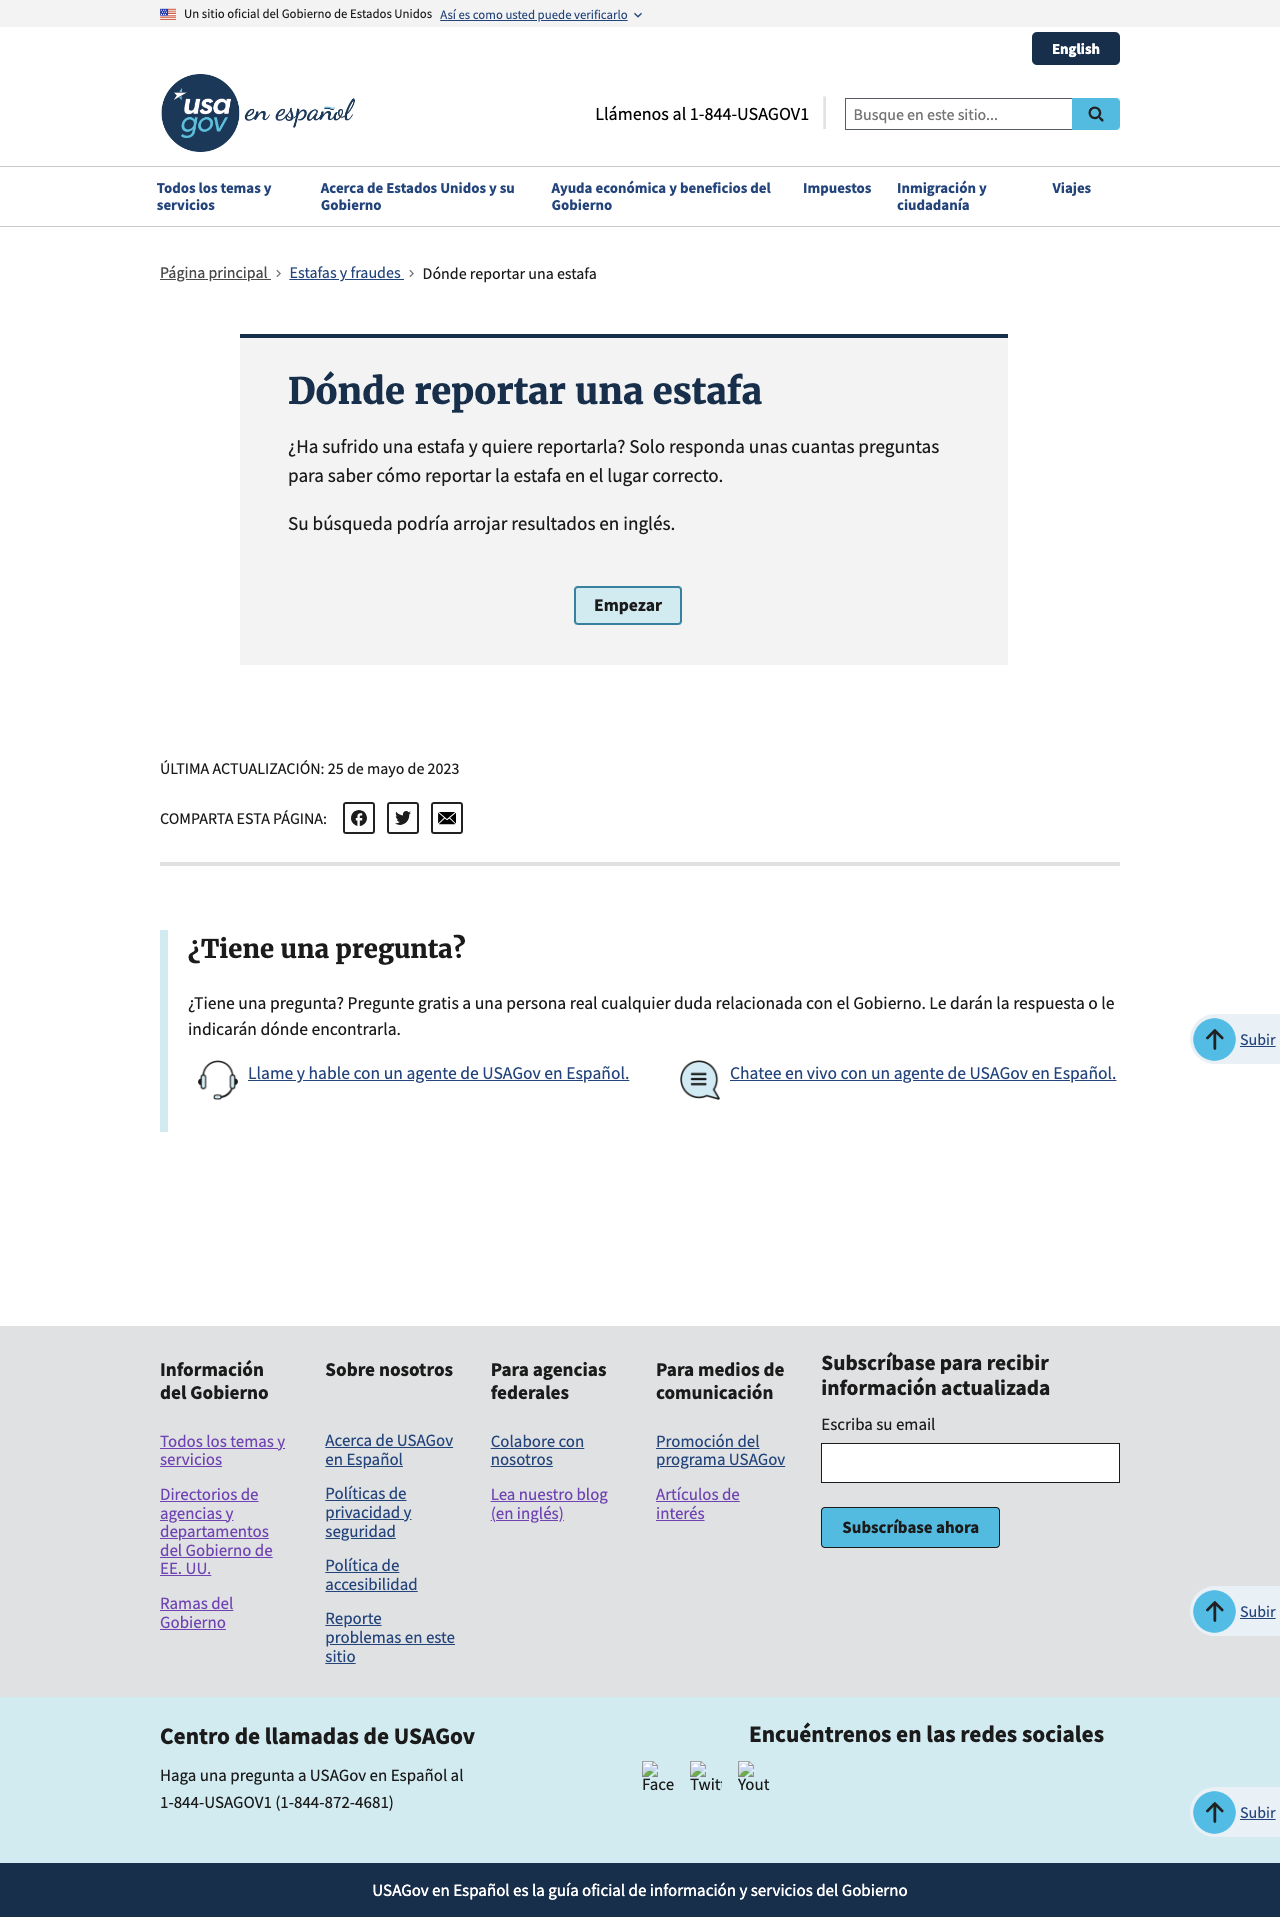 Un sitio oficial del Gobierno de Estados Unidos Así es como usted puede verificarlo
English
usa gov en español
Llámenos al 1-844-USAGOV1
Busque en este sitio...
Todos los temas y servicios
Acerca de Estados Unidos y su Gobierno
Ayuda económica y beneficios del Gobierno
Impuestos
Inmigración y ciudadanía
Viajes
Página principal > Estafas y fraudes > Dónde reportar una estafa
Dónde reportar una estafa
¿Ha sufrido una estafa y quiere reportarla? Solo responda unas cuantas preguntas
para saber cómo reportar la estafa en el lugar correcto.
Su búsqueda podría arrojar resultados en inglés.
Empezar
ÚLTIMA ACTUALIZACIÓN: 25 de mayo de 2023
COMPARTA ESTA PÁGINA:
¿Tiene una pregunta?
¿Tiene una pregunta? Pregunte gratis a una persona real cualquier duda relacionada con el Gobierno. Le darán la respuesta o le
indicarán dónde encontrarla.
Subir
Llame y hable con un agente de USAGov en Español.
Chatee en vivo con un agente de USAGov en Español.
Información
del Gobierno
Todos los temas y
servicios
Directorios de
agencias y
departamentos
del Gobierno de
EE. UU.
Ramas del
Gobierno
Sobre nosotros
Acerca de USAGov
en Español
Políticas de
privacidad y
seguridad
Política de
accesibilidad
Reporte
problemas en este
sitio
Para agencias
federales
Colabore con
nosotros
Lea nuestro blog
(en inglés)
Para medios de
comunicación
Promoción del
programa USAGov
Artículos de
interés
Subscríbase para recibir
información actualizada
Escriba su email
Subscríbase ahora
Subir
Centro de llamadas de USAGov
Haga una pregunta a USAGov en Español al
1-844-USAGOV1 (1-844-872-4681)
Encuéntrenos en las redes sociales
Face
Twit
Yout
Subir
USAGov en Español es la guía oficial de información y servicios del Gobierno